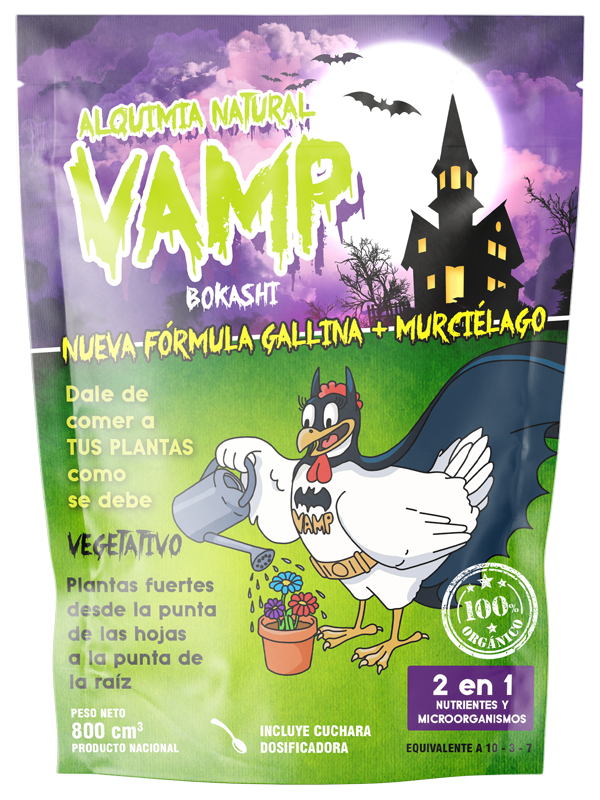 ALQUIMIA NATURAL
VAMP
BOKASHI
NUEVA FÓRMULA GALLINA + MURCIÉLAGO
Dale de
comer a
TUS PLANTAS
como
se debe
VAMP
VEGETATIVO
Plantas fuertes
desde la punta
de las hojas
a la punta de
la raíz
100%
ORGÁNICO
2 en 1
NUTRIENTES Y
MICROORGANISMOS
PESO NETO
800 cm³
PRODUCTO NACIONAL
INCLUYE CUCHARA
DOSIFICADORA
EQUIVALENTE A 10 - 3 - 7